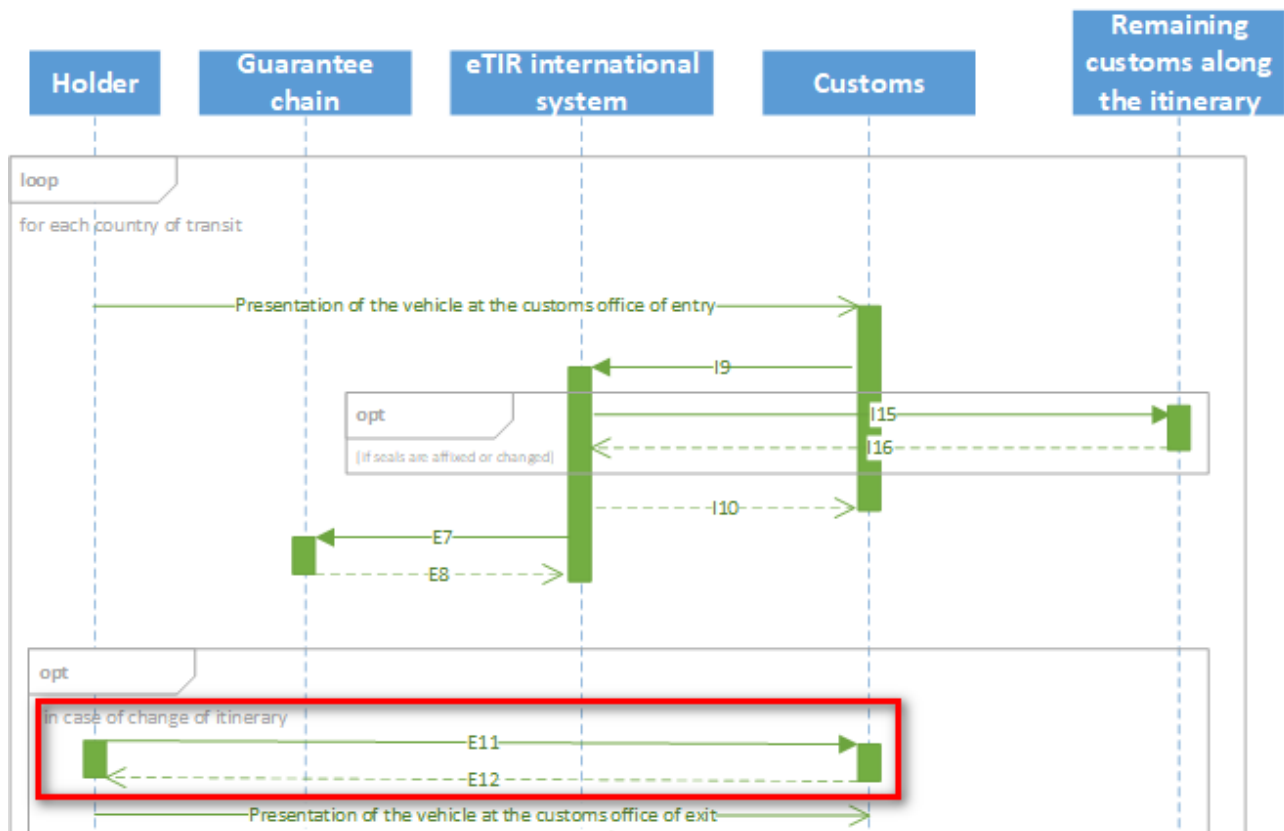 Holder
Guarantee
chain
eTIR international
system
Customs
Remaining
customs along
the itinerary
loop
for each country of transit
Presentation of the vehicle at the customs office of entry
I9
opt
I15
(If seals are affixed or changed)
I16
I10
E7
E8
opt
in case of change of itinerary
E11
E12
Presentation of the vehicle at the customs office of exit